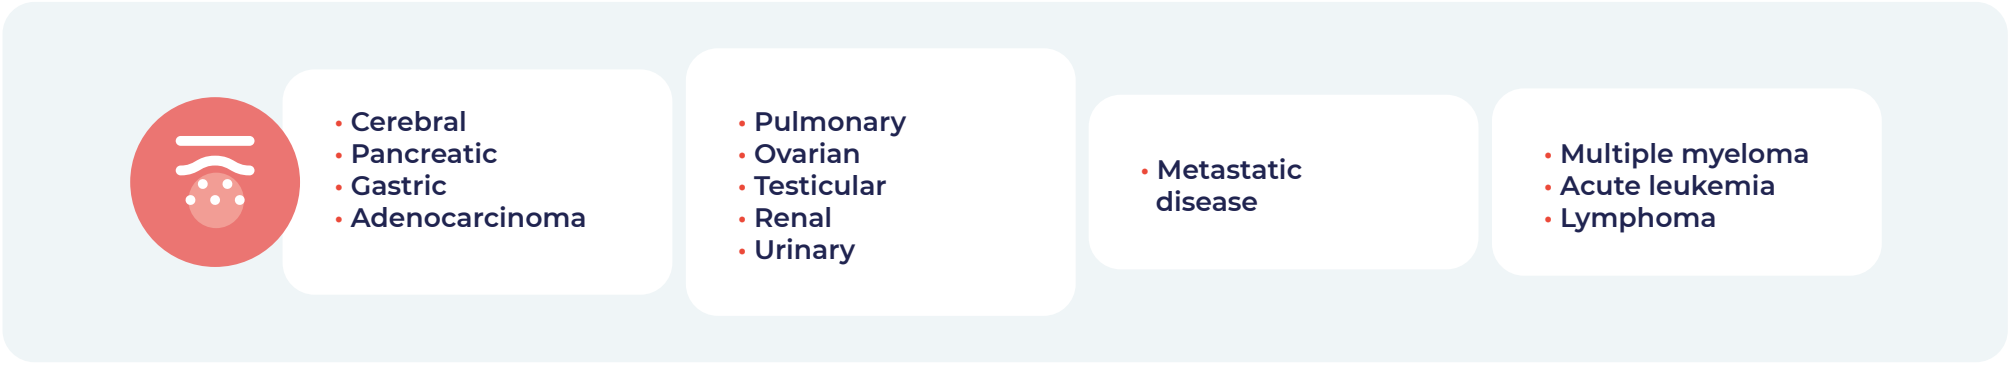 • Cerebral
• Pancreatic
• Gastric
• Adenocarcinoma
• Pulmonary
• Ovarian
• Testicular
• Renal
• Urinary
• Metastatic
disease
• Multiple myeloma
• Acute leukemia
• Lymphoma